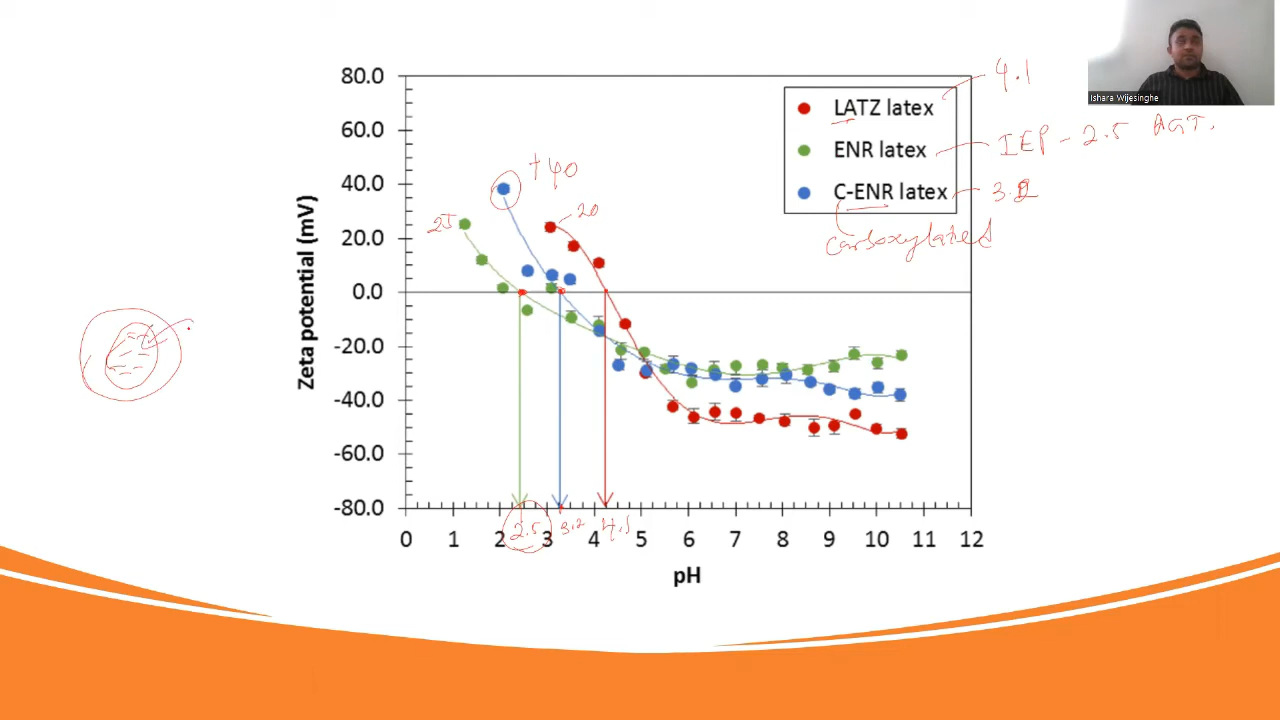 Ishara Wijesinghe
4.1
LATZ latex
ENR latex
IEP - 2.5
C-ENR latex
3.2
carboxylated
+40
20
25
80.0
60.0
40.0
20.0
0.0
-20.0
-40.0
-60.0
-80.0
Zeta potential (mV)
2.5
3.2
4.1
0 1 2 3 4 5 6 7 8 9 10 11 12
pH